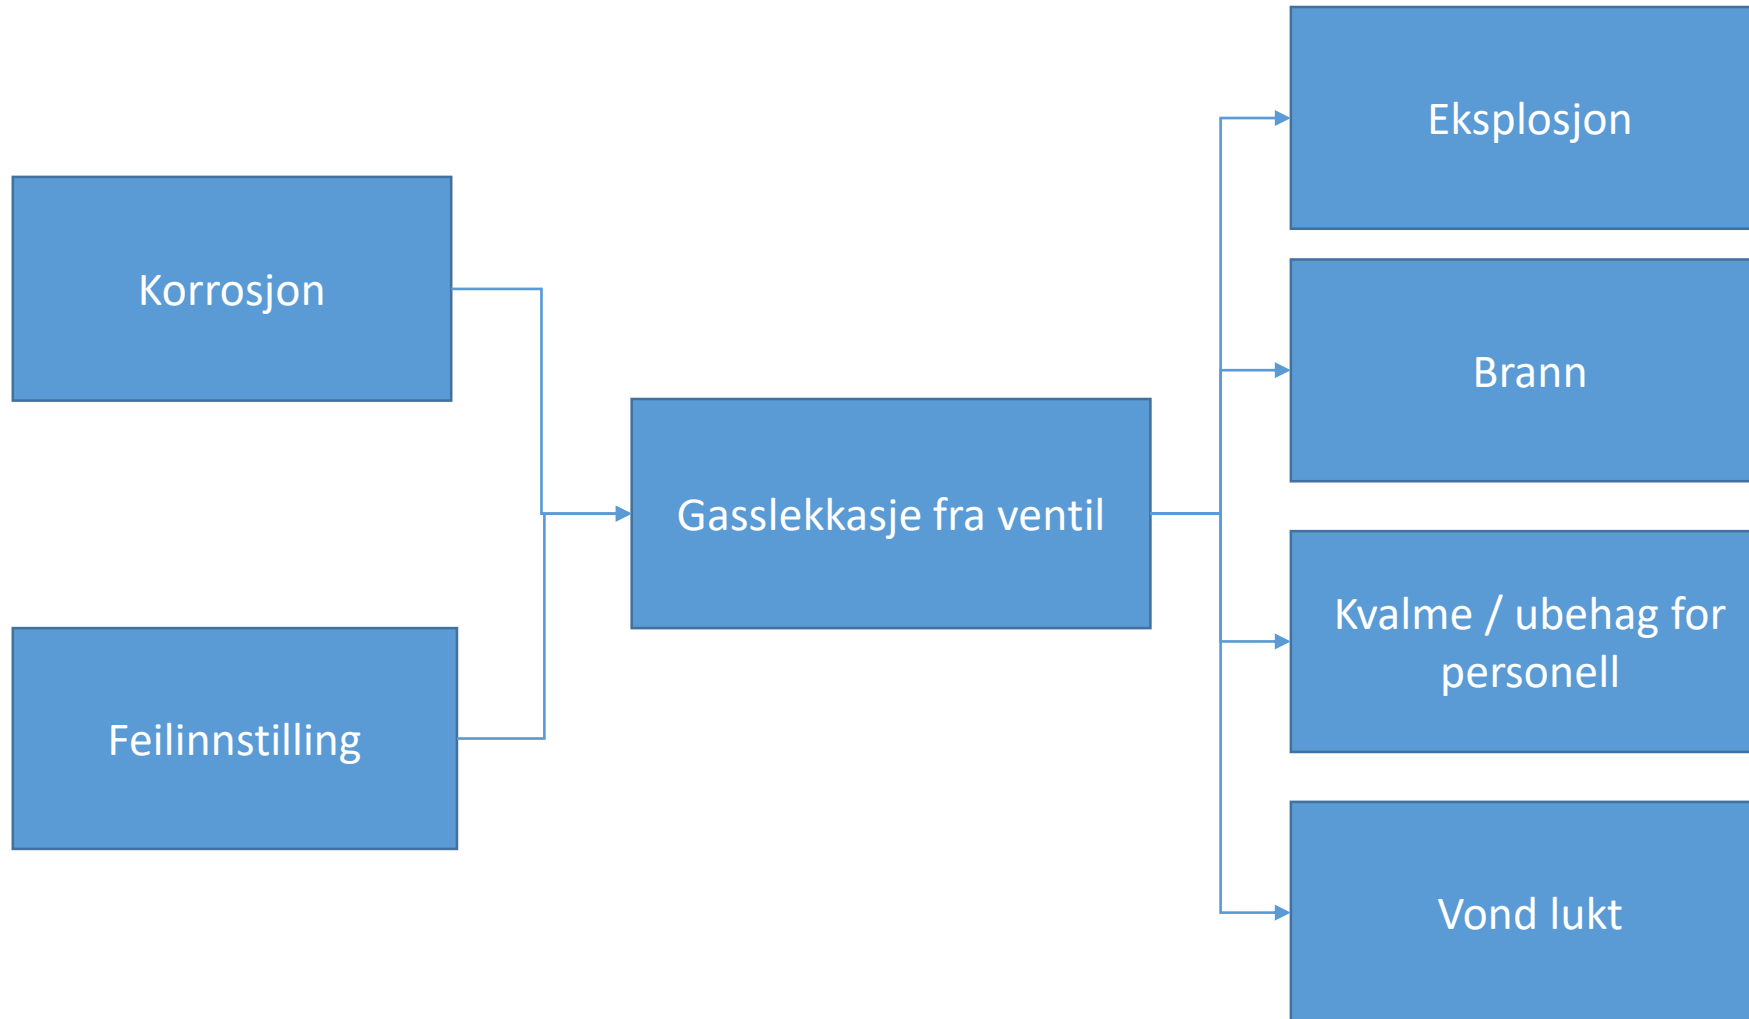 Korrosjon
Feilinnstilling
Gasslekkasje fra ventil
Eksplosjon
Brann
Kvalme / ubehag for
personell
Vond lukt